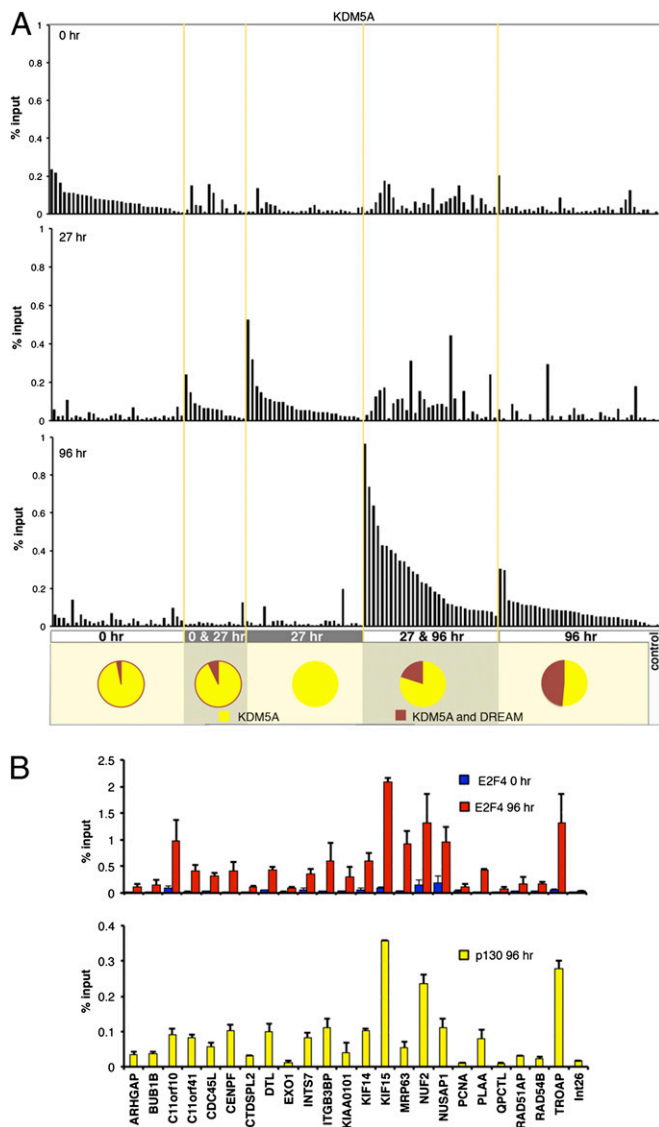 A
KDM5A
0 hr
% input
1
0.8
0.6
0.4
0.2
0
27 hr
% input
1
0.8
0.6
0.4
0.2
0
96 hr
% input
1
0.8
0.6
0.4
0.2
0
0 hr
0 & 27 hr
27 hr
27 & 96 hr
96 hr
control
KDM5A
KDM5A and DREAM
B
% input
2.5
2
1.5
1
0.5
0
E2F4 0 hr
E2F4 96 hr
% input
0.4
0.3
0.2
0.1
0
p130 96 hr
ARHGAP
BUB1B
C11orf10
C11orf41
CDC45L
CENPF
CTDSPL2
DTL
EXO1
INTS7
ITGB3BP
KIAA0101
KIF14
KIF15
MRP63
NUF2
NUSAP1
PCNA
PLAA
QPCTL
RAD51AP
RAD54B
TROAP
Int26